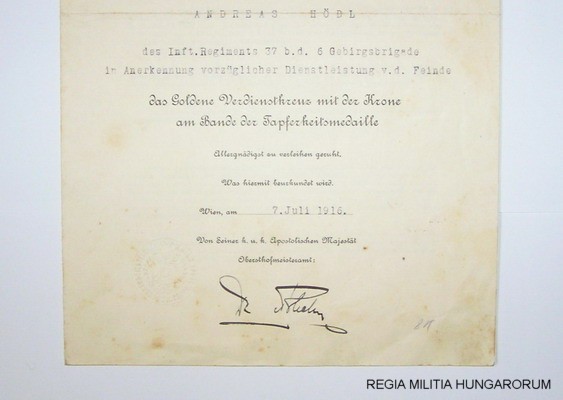 ANDREAS HÖDL
des Inft.Regiments 37 b.d. 6 Gebirgsbrigade
in Anerkennung vorzüglicher Dienstleistung v.d. Feinde
das Goldene Verdienstkreuz mit der Krone
am Bande der Tapferkeitsmedaille
Allergnädigst zu verleihen geruht.
Was hiermit beurkundet wird.
Wien, am 7.Juli 1916.
Von Seiner k. u. k. Apostolischen Majestät
Obersthofmeisteramt:
REGIA MILITIA HUNGARORUM